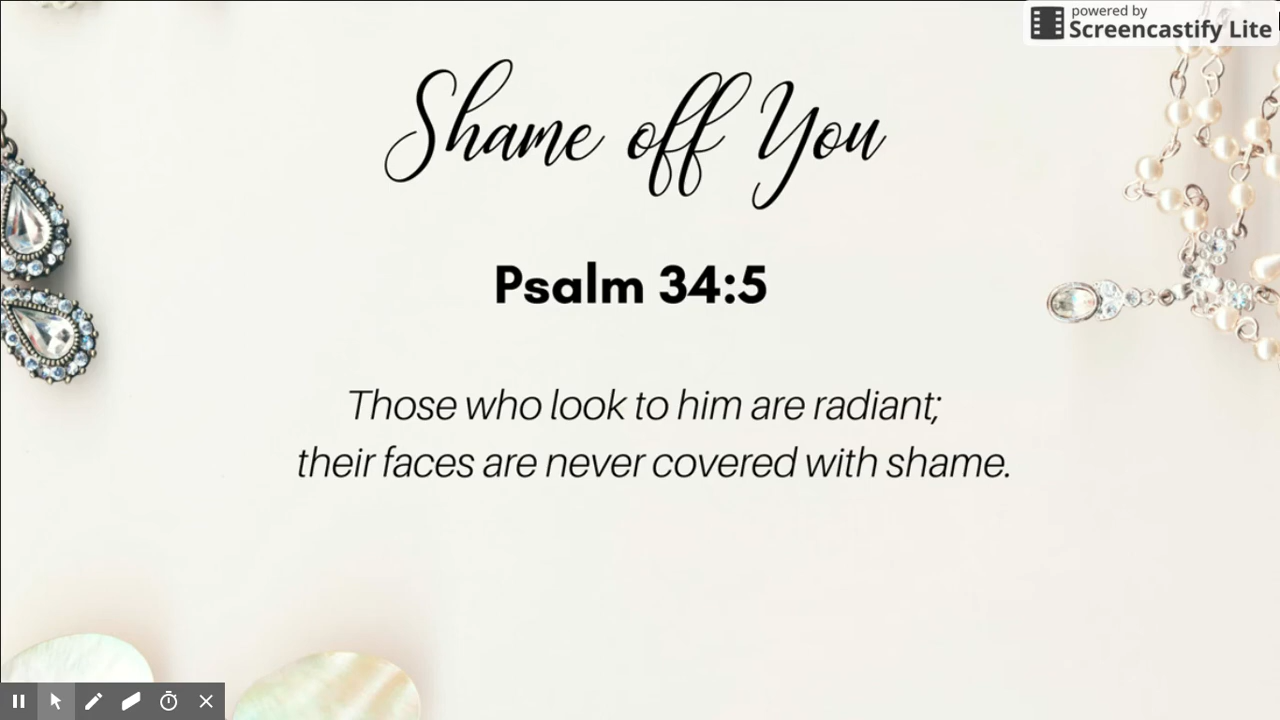 powered by
Screencastify Lite
Shame off You
Psalm 34:5
Those who look to him are radiant;
their faces are never covered with shame.